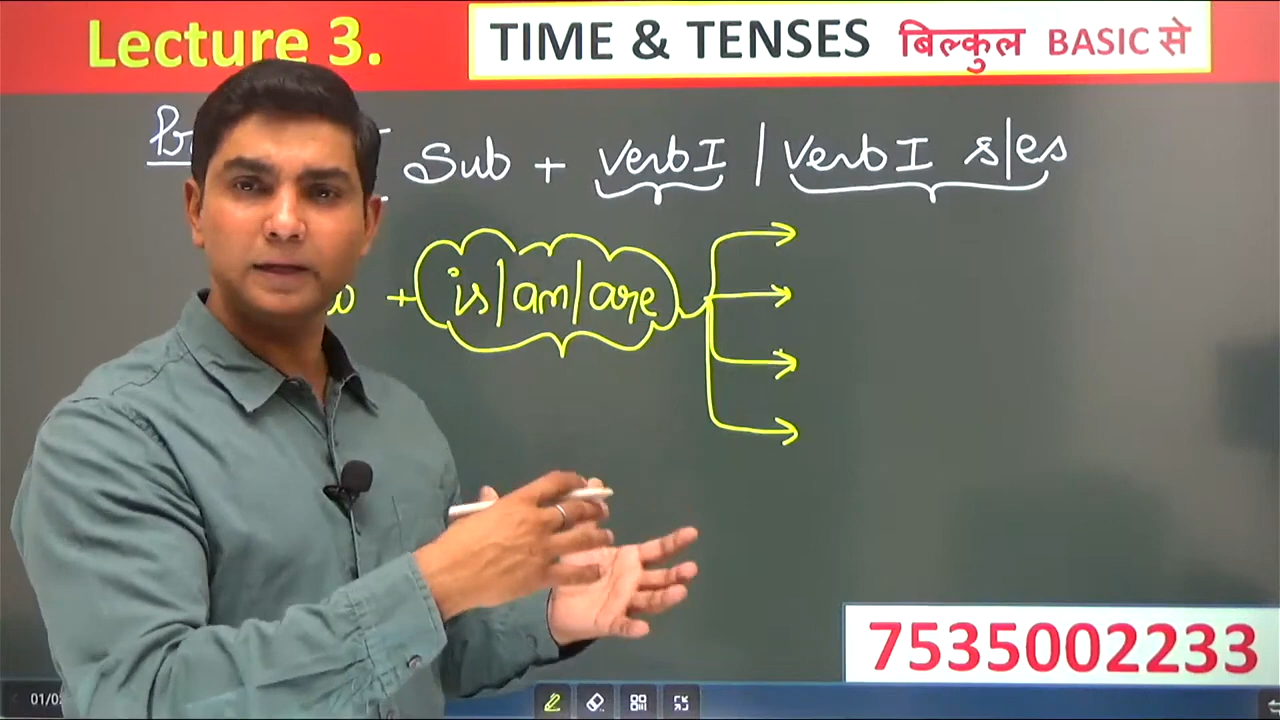 Lecture 3.
TIME & TENSES बिल्कुल BASIC से
Sub + Verb I / Verb I s/es
+ is/am/are
7535002233